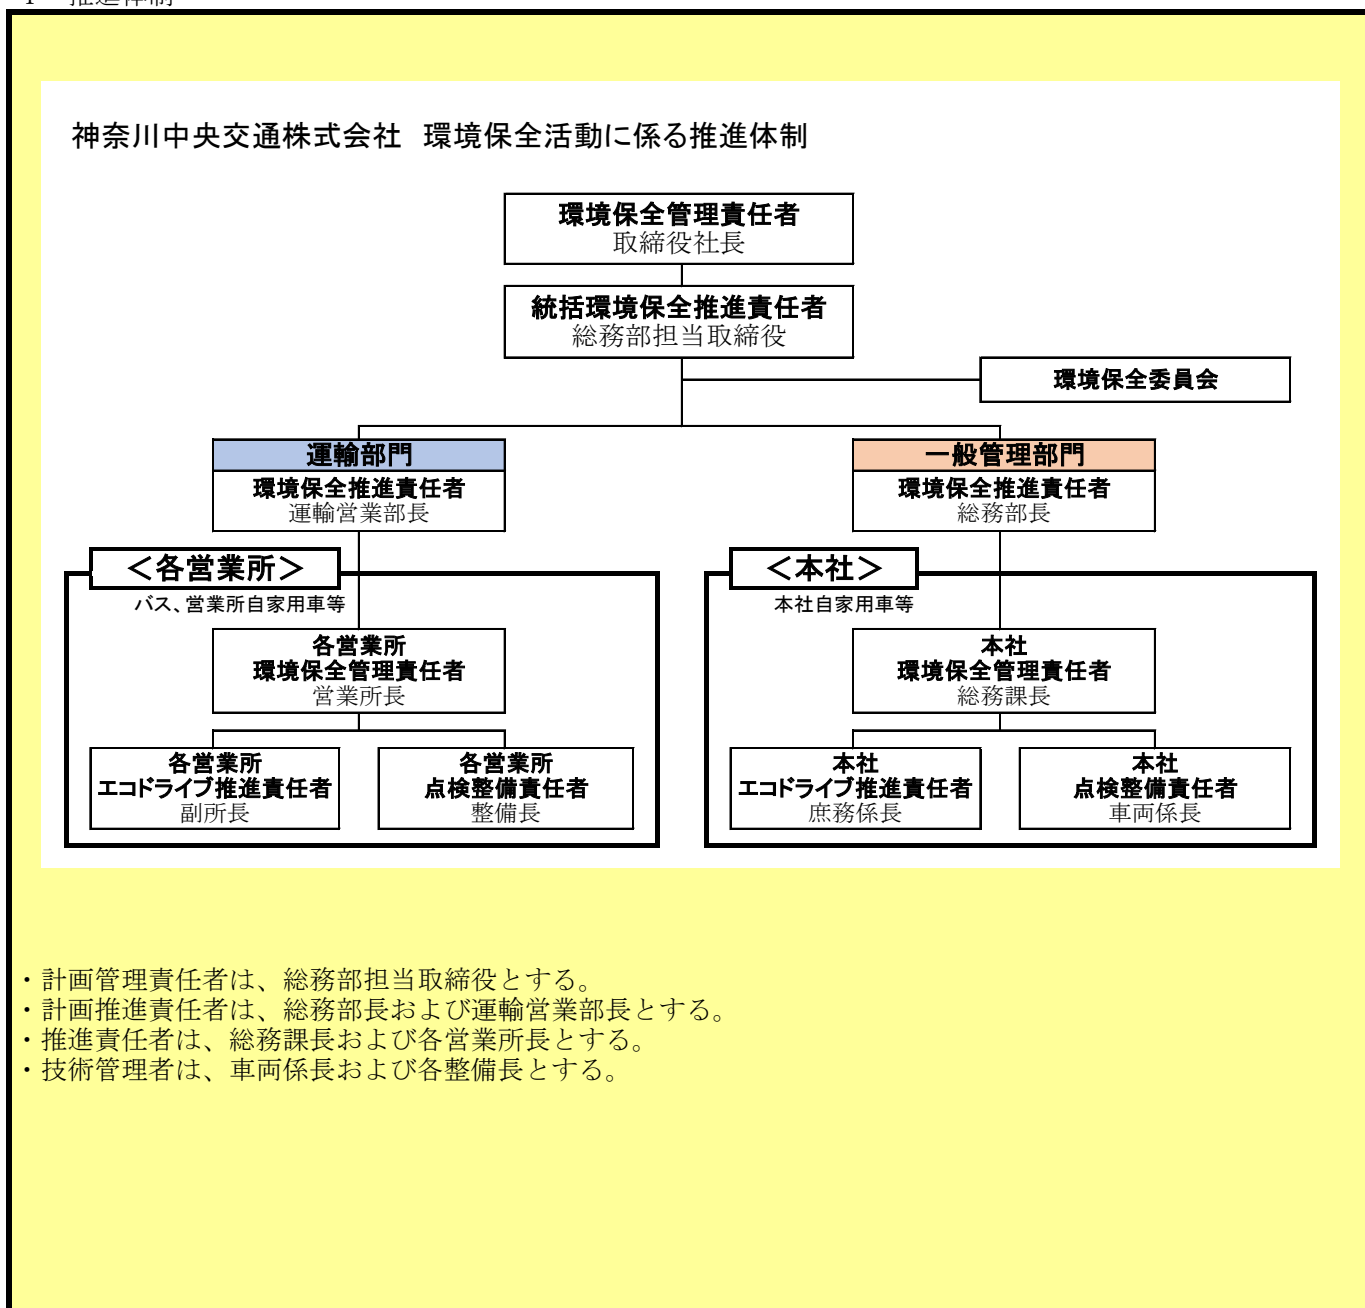 神奈川中央交通株式会社 環境保全活動に係る推進体制
環境保全管理責任者
取締役社長
統括環境保全推進責任者
総務部担当取締役
環境保全委員会
運輸部門
環境保全推進責任者
運輸営業部長
一般管理部門
環境保全推進責任者
総務部長
＜各営業所＞
バス、営業所自家用車等
各営業所
環境保全管理責任者
営業所長
各営業所
エコドライブ推進責任者
副所長
各営業所
点検整備責任者
整備長
＜本社＞
本社自家用車等
本社
環境保全管理責任者
総務課長
本社
エコドライブ推進責任者
庶務係長
本社
点検整備責任者
車両係長
・計画管理責任者は、総務部担当取締役とする。
・計画推進責任者は、総務部長および運輸営業部長とする。
・推進責任者は、総務課長および各営業所長とする。
・技術管理者は、車両係長および各整備長とする。